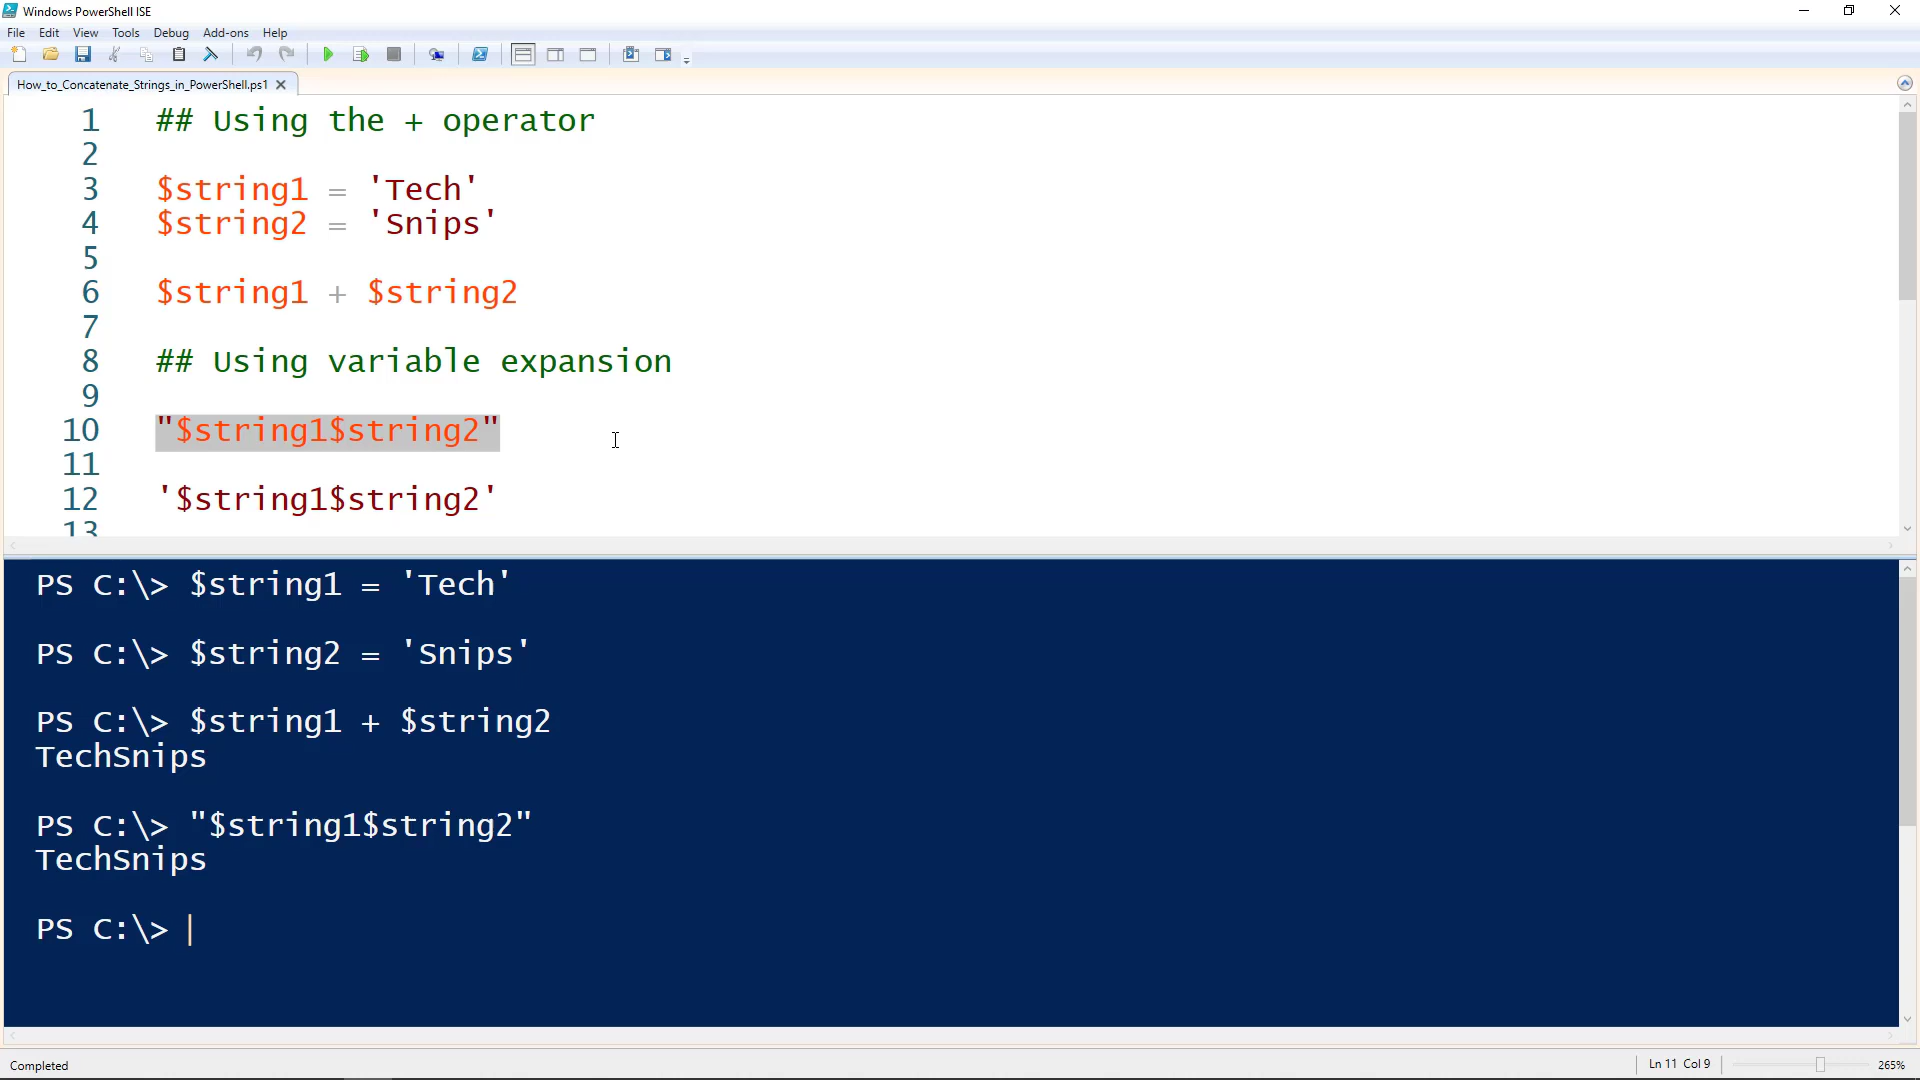 Windows PowerShell ISE
File Edit View Tools Debug Add-ons Help
How_to_Concatenate_Strings_in_PowerShell.ps1
1 ## Using the + operator
2
3 $string1 = 'Tech'
4 $string2 = 'Snips'
5
6 $string1 + $string2
7
8 ## Using variable expansion
9
10 "$string1$string2"
11
12 '$string1$string2'
13
PS C:\> $string1 = 'Tech'
PS C:\> $string2 = 'Snips'
PS C:\> $string1 + $string2
TechSnips
PS C:\> "$string1$string2"
TechSnips
PS C:\>
Completed Ln 11 Col 9 265%